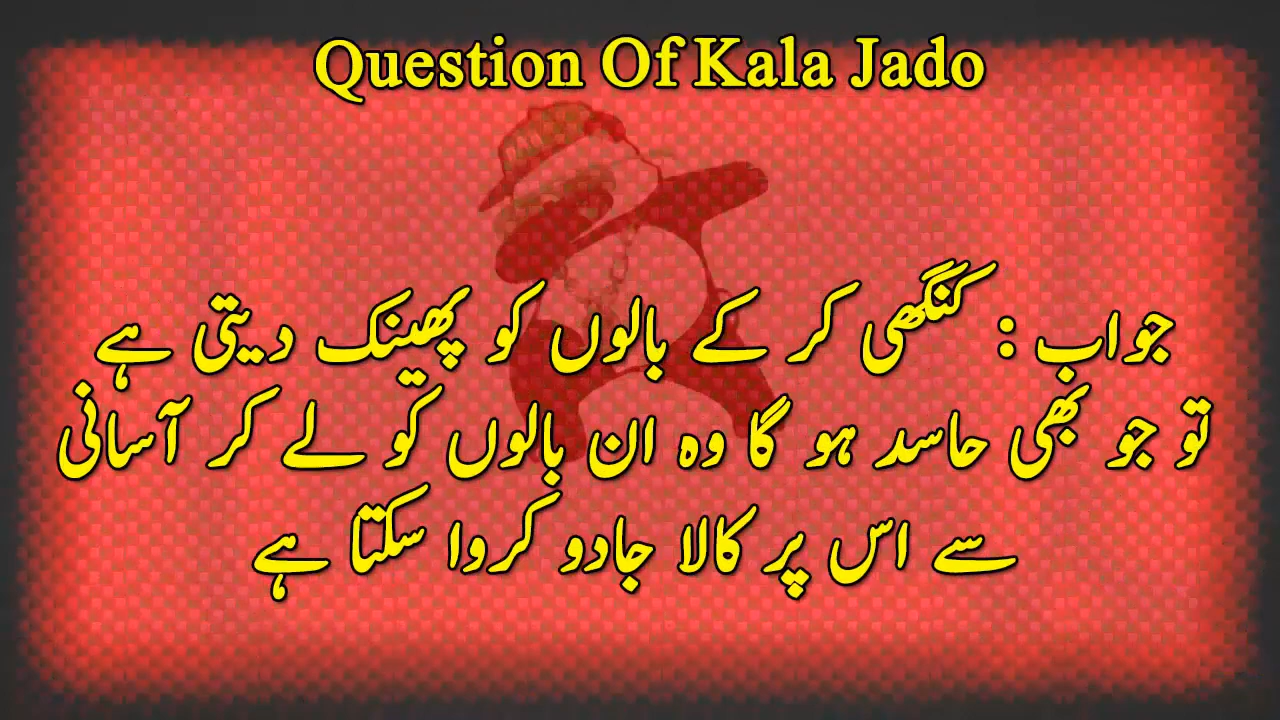 Question Of Kala Jado
جواب : کنگھی کر کے بالوں کو پھینک دیتی ہے
تو جو بھی حاسد ہو گا وہ ان بالوں کو لے کر آسانی
سے اس پر کالا جادو کروا سکتا ہے